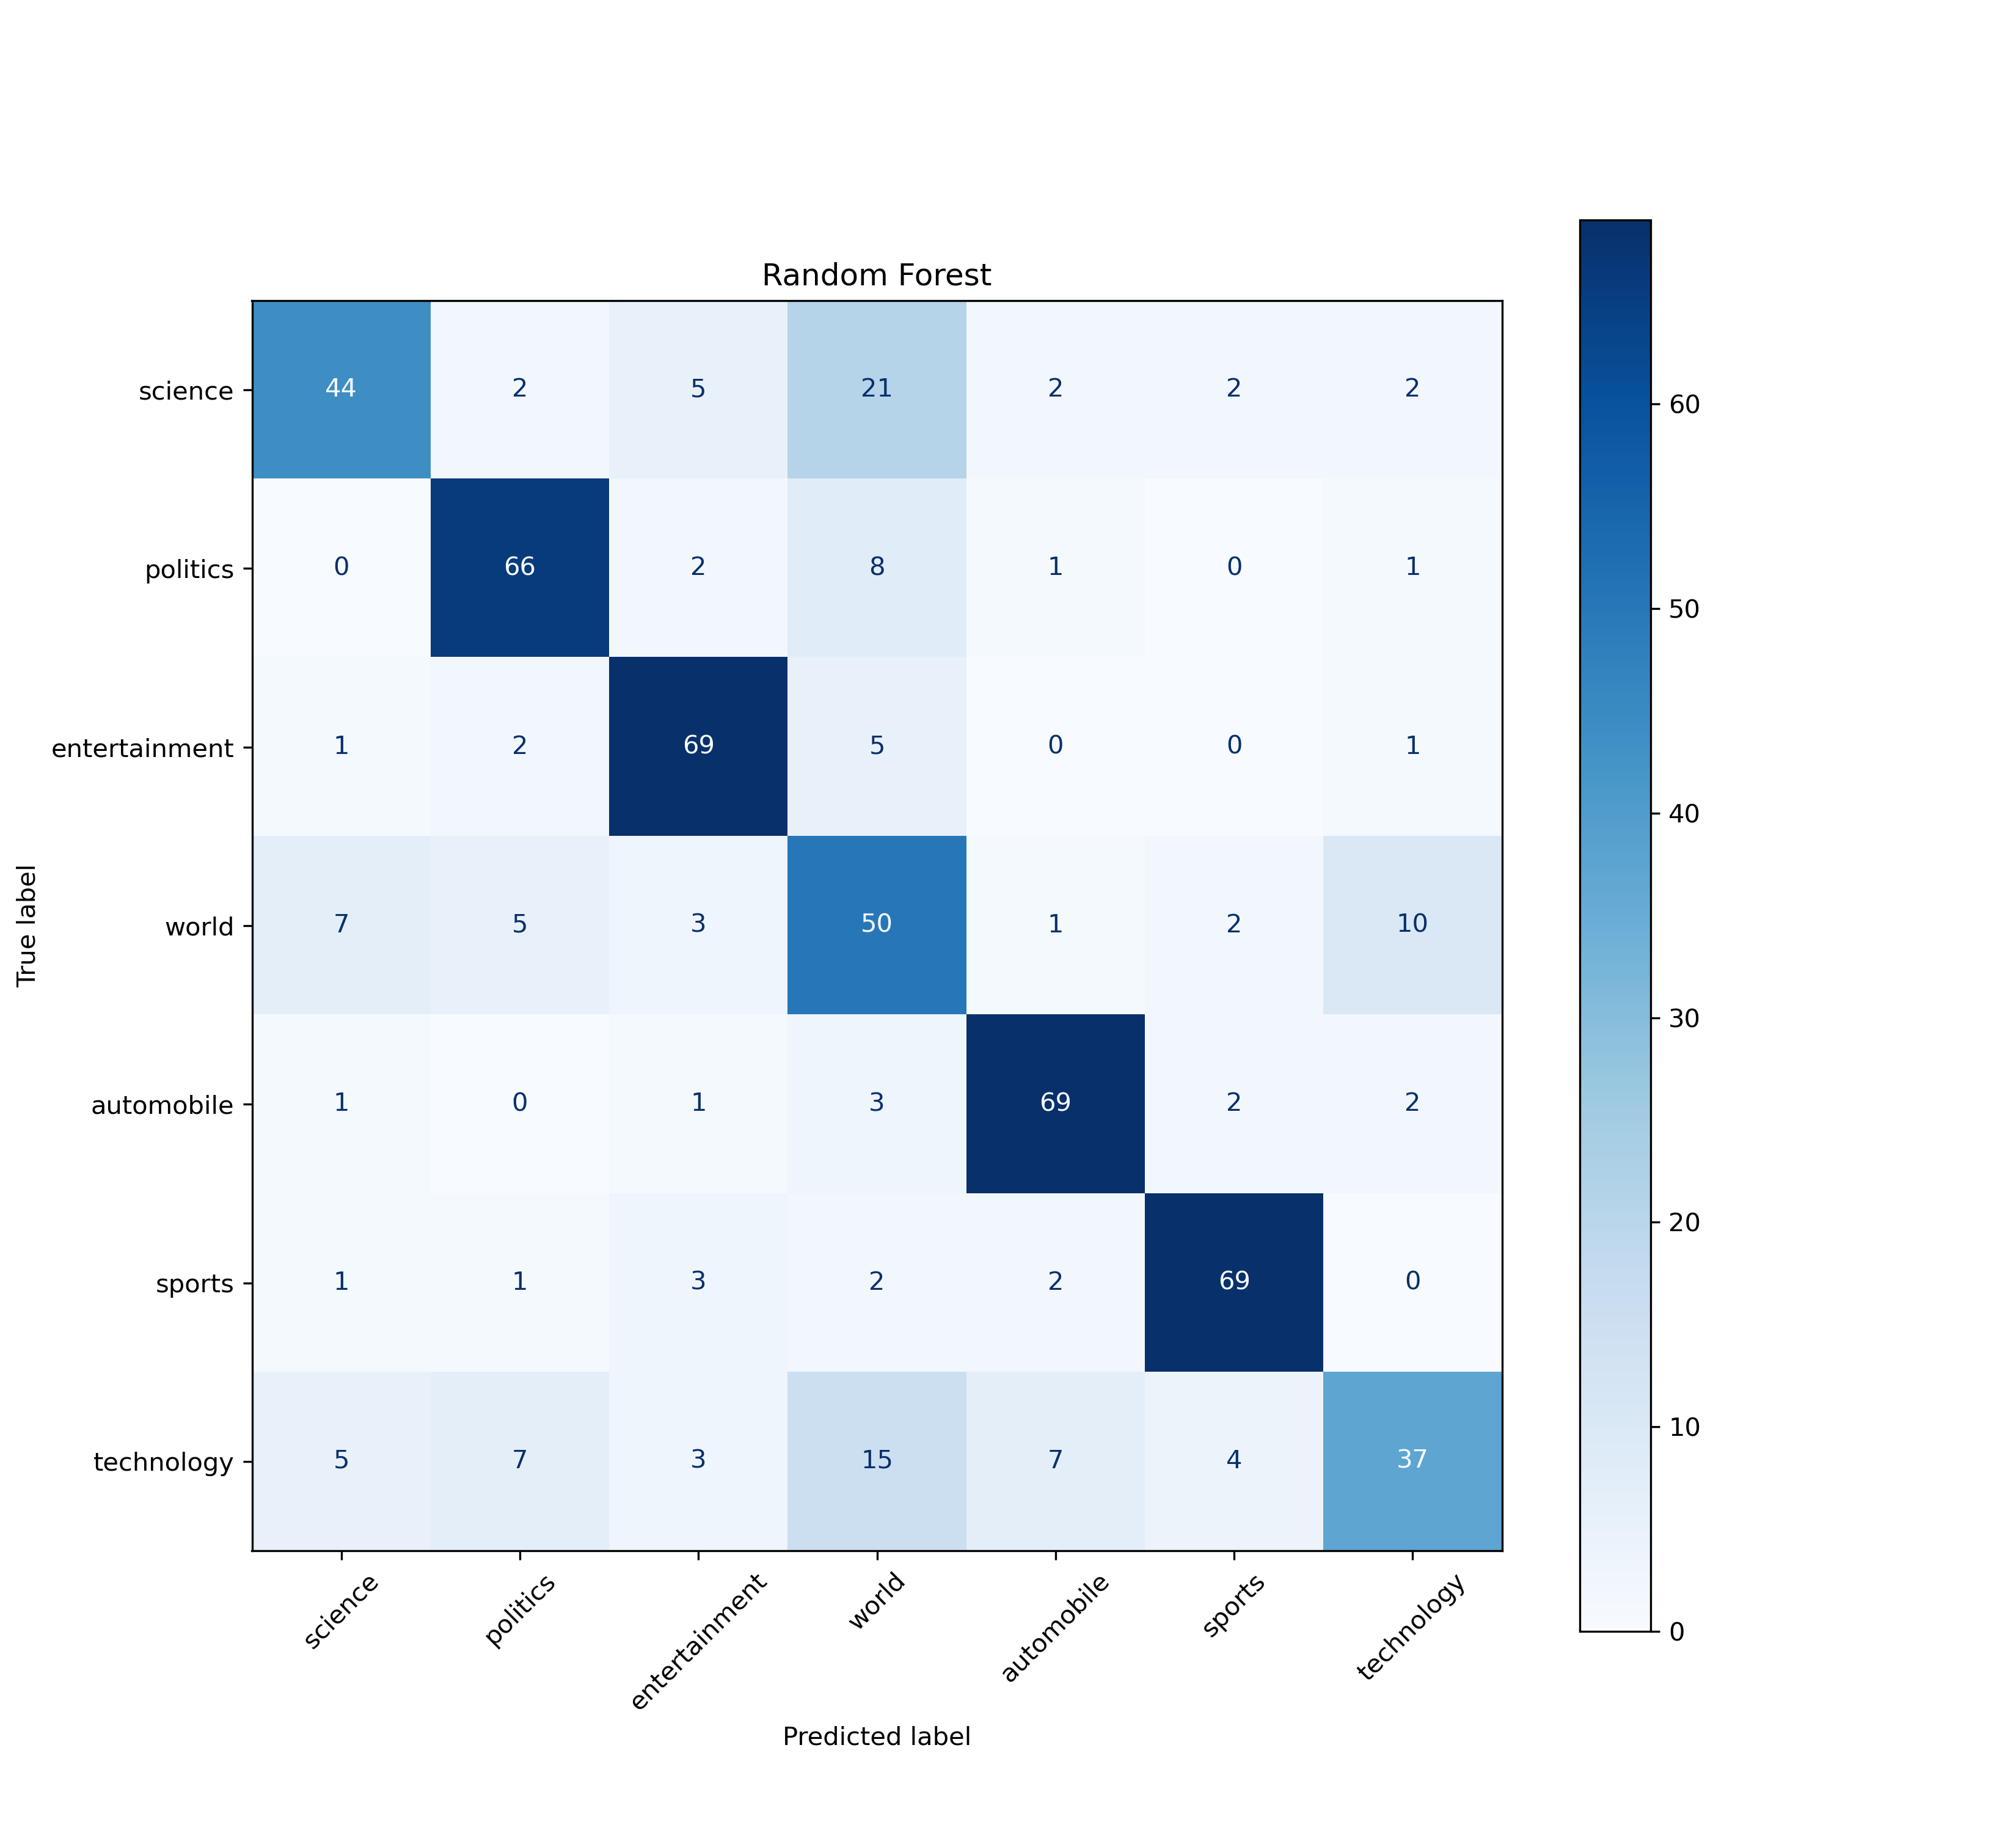 Random Forest
science 44 2 5 21 2 2 2
politics 0 66 2 8 1 0 1
entertainment 1 2 69 5 0 0 1
world 7 5 3 50 1 2 10
automobile 1 0 1 3 69 2 2
sports 1 1 3 2 2 69 0
technology 5 7 3 15 7 4 37
True label
science politics entertainment world automobile sports technology
Predicted label
60
50
40
30
20
10
0